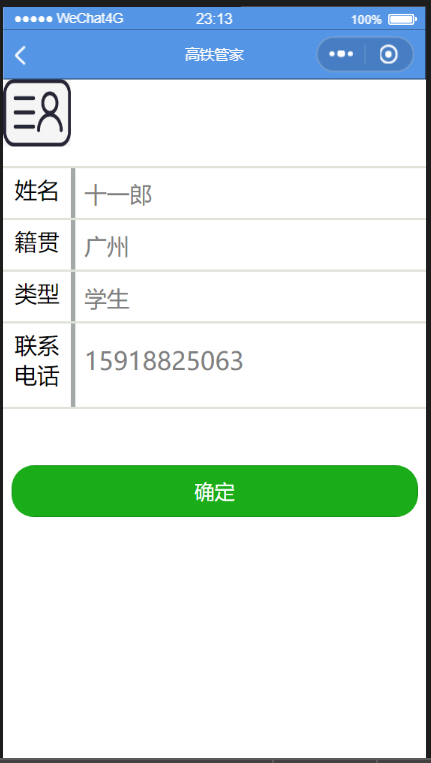 ●●●●● WeChat4G 23:13 100%
高铁管家
姓名 十一郎
籍贯 广州
类型 学生
联系
电话 15918825063
确定